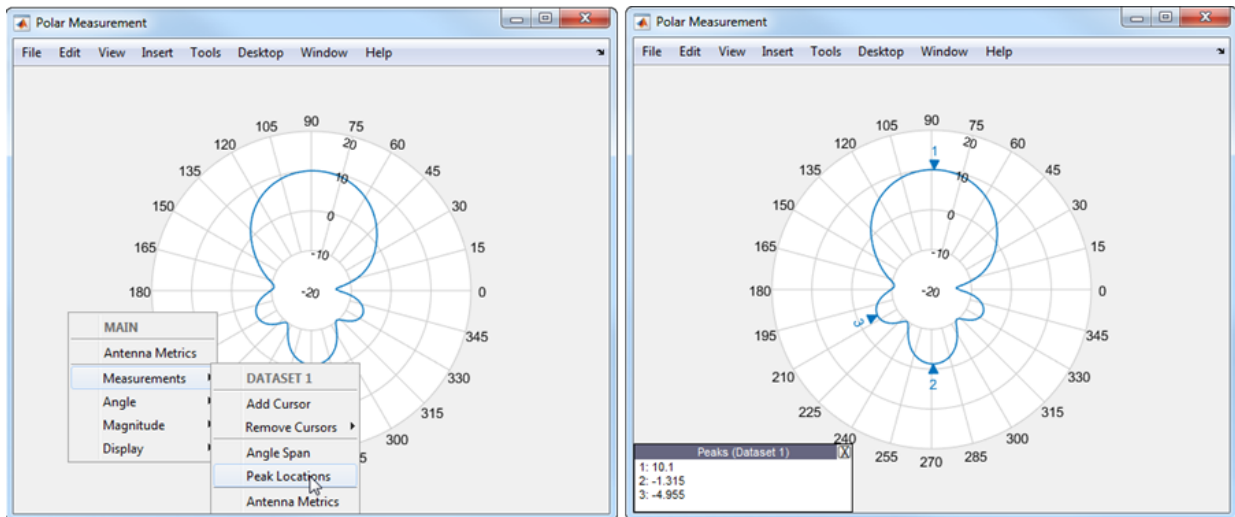 Polar Measurement
File Edit View Insert Tools Desktop Window Help
90
105 75
120 20 60
135 45
10
150 30
0
165 15
-10
180 -20 0
345
330
315
300
5
MAIN
Antenna Metrics
Measurements
Angle
Magnitude
Display
DATASET 1
Add Cursor
Remove Cursors
Angle Span
Peak Locations
Antenna Metrics
Polar Measurement
File Edit View Insert Tools Desktop Window Help
90
105 75
120 1 20 60
135 45
10
150 30
0
165 15
-10
180 -20 0
195 3 345
210 330
2
225 315
240 300
255 270 285
Peaks (Dataset 1) X
1: 10.1
2: -1.315
3: -4.955